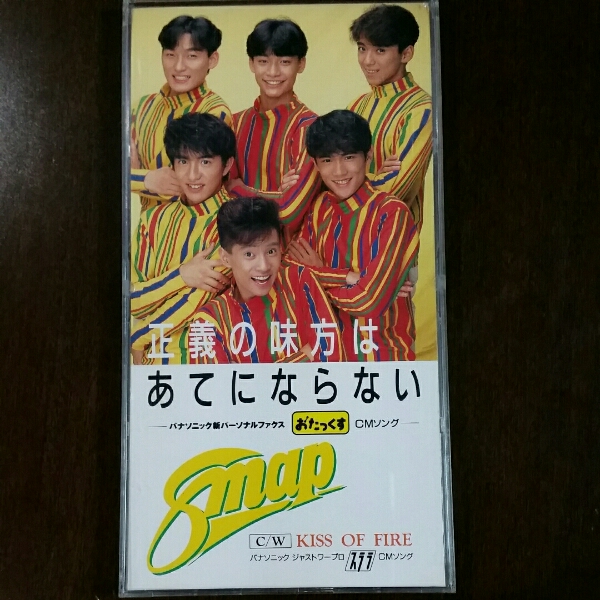 正義の味方は
あてにならない
パナソニック新パーソナルファクス おたっくす CMソング
Smap
C/W KISS OF FIRE
パナソニック ジャストワープロ スララ CMソング